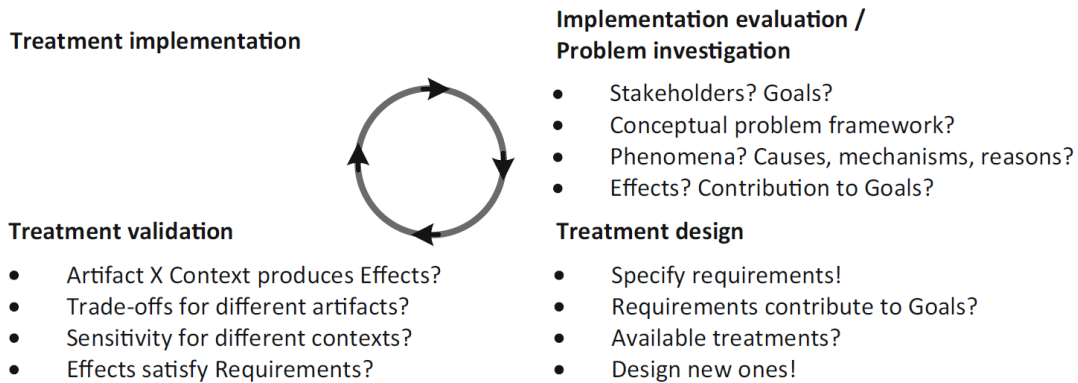 Treatment implementation
Implementation evaluation /
Problem investigation
• Stakeholders? Goals?
• Conceptual problem framework?
• Phenomena? Causes, mechanisms, reasons?
• Effects? Contribution to Goals?
Treatment validation
• Artifact X Context produces Effects?
• Trade-offs for different artifacts?
• Sensitivity for different contexts?
• Effects satisfy Requirements?
Treatment design
• Specify requirements!
• Requirements contribute to Goals?
• Available treatments?
• Design new ones!